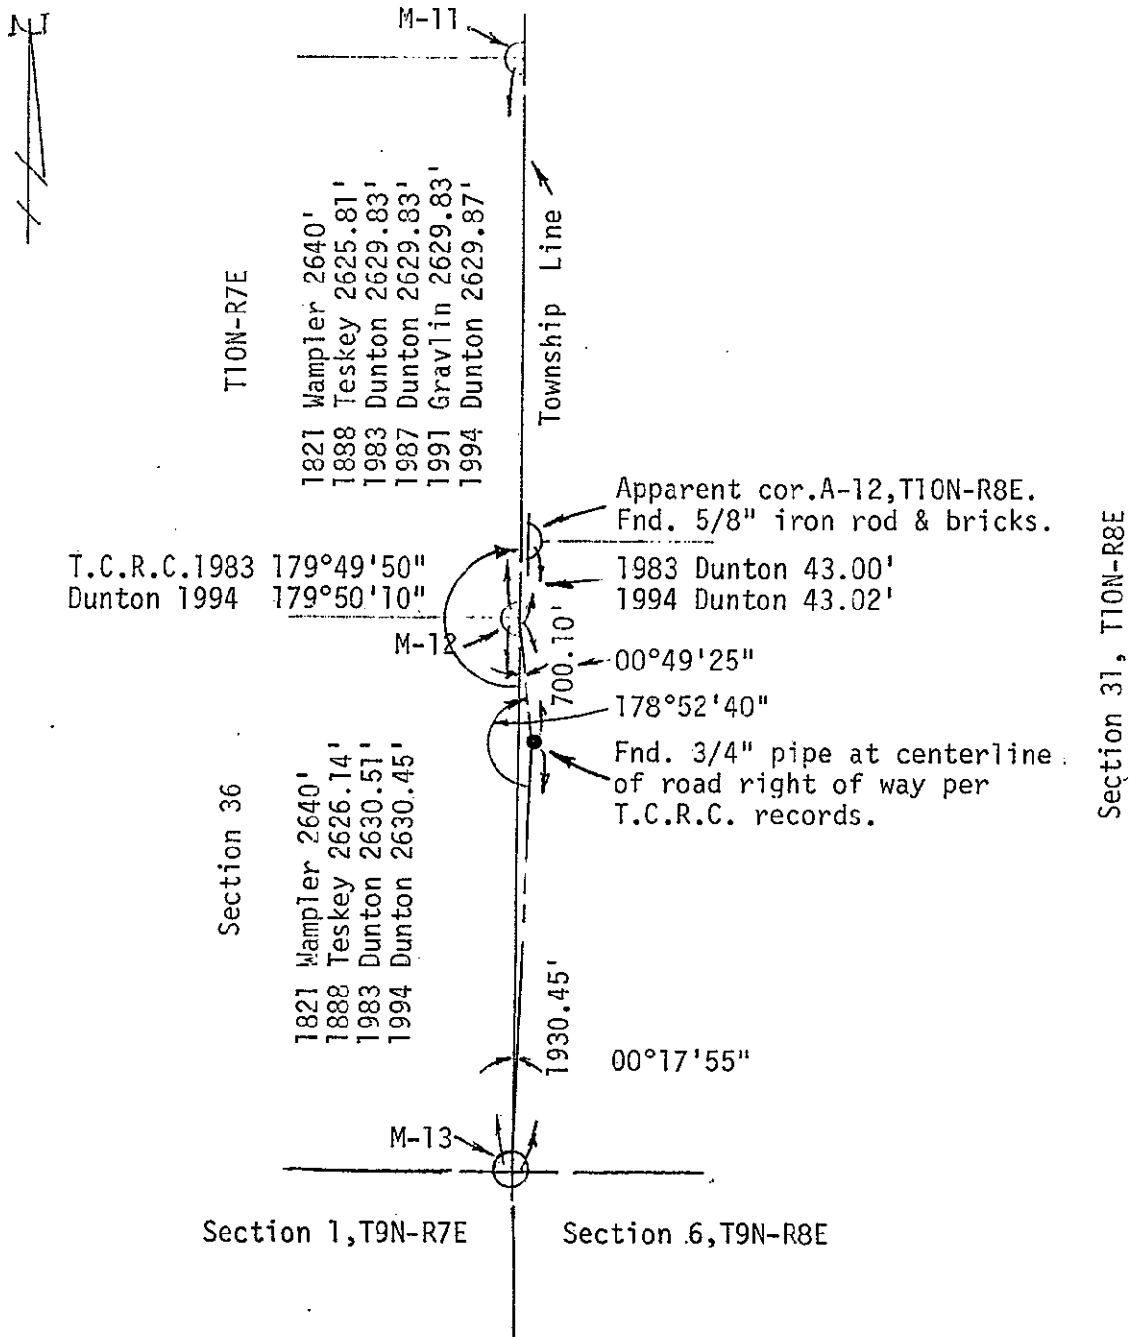 N
M-11
T10N-R7E
1821 Wampler 2640'
1888 Teskey 2625.81'
1983 Dunton 2629.83'
1987 Dunton 2629.83'
1991 Gravlin 2629.83'
1994 Dunton 2629.87'
Township Line
Apparent cor.A-12,T10N-R8E.
Fnd. 5/8" iron rod & bricks.
T.C.R.C.1983 179°49'50"
Dunton 1994 179°50'10"
1983 Dunton 43.00'
1994 Dunton 43.02'
M-12
700.10'
00°49'25"
178°52'40"
Fnd. 3/4" pipe at centerline
of road right of way per
T.C.R.C. records.
Section 31, T10N-R8E
Section 36
1821 Wampler 2640'
1888 Teskey 2626.14'
1983 Dunton 2630.51'
1994 Dunton 2630.45'
1930.45'
00°17'55"
M-13
Section 1,T9N-R7E
Section 6,T9N-R8E